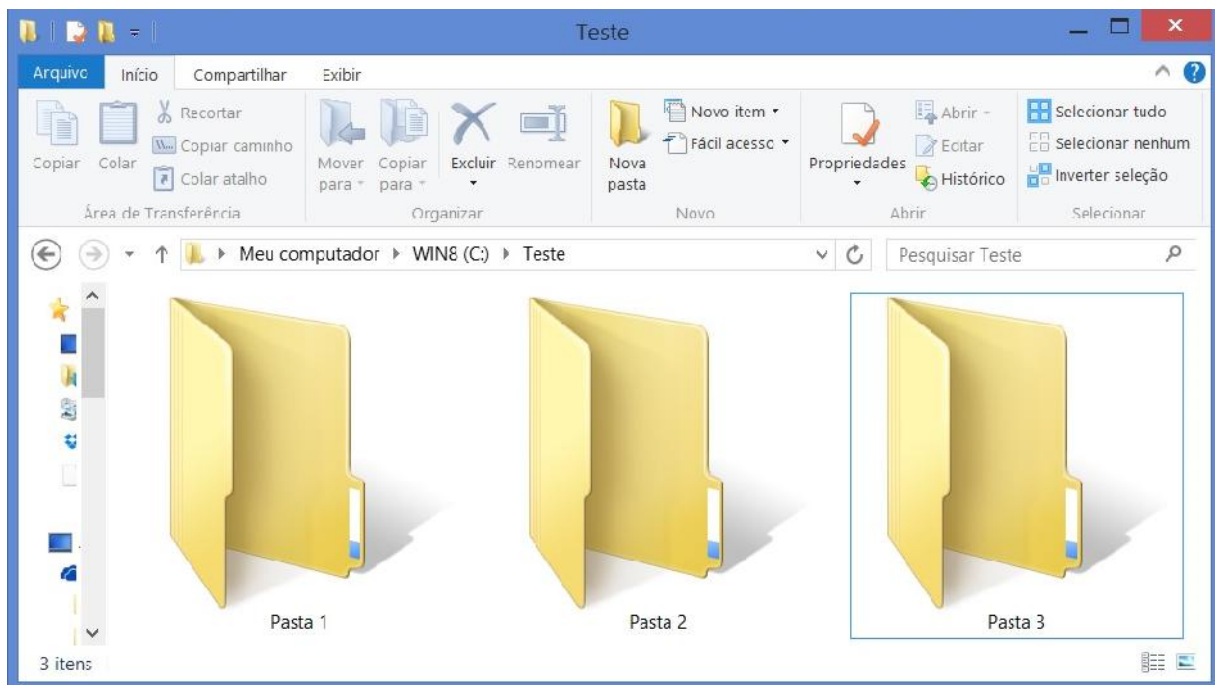 Teste
Arquivo Início Compartilhar Exibir
Copiar
Colar
Recortar
Copiar caminho
Colar atalho
Área de Transferência
Mover para
Copiar para
Excluir
Renomear
Organizar
Nova pasta
Novo item
Fácil acesso
Novo
Propriedades
Abrir
Editar
Histórico
Abrir
Selecionar tudo
Selecionar nenhum
Inverter seleção
Selecionar
Meu computador WIN8 (C:) Teste
Pesquisar Teste
Pasta 1
Pasta 2
Pasta 3
3 itens